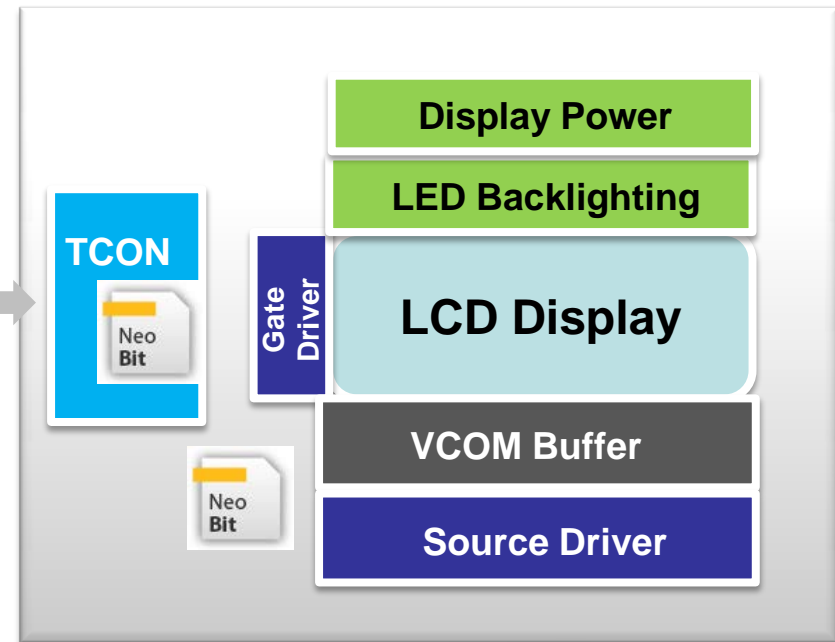 Display Power
LED Backlighting
TCON
Neo
Bit
Gate
Driver
LCD Display
VCOM Buffer
Neo
Bit
Source Driver